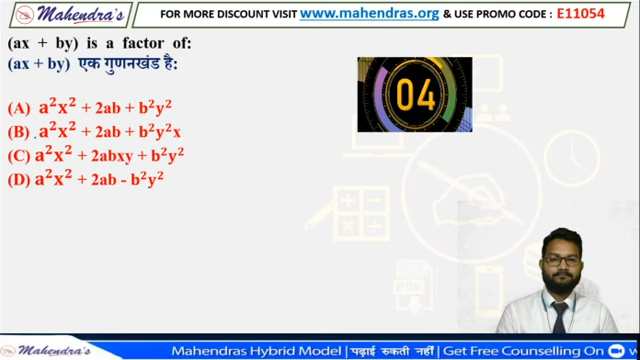 Mahendra's
FOR MORE DISCOUNT VISIT www.mahendras.org & USE PROMO CODE : E11054
(ax + by) is a factor of:
(ax + by) एक गुणनखंड है:
04
(A) a²x² + 2ab + b²y²
(B) a²x² + 2ab + b²y²x
(C) a²x² + 2abxy + b²y²
(D) a²x² + 2ab - b²y²
PDF
Mahendra's
Mahendras Hybrid Model | पढ़ाई रुकती नहीं | Get Free Counselling On